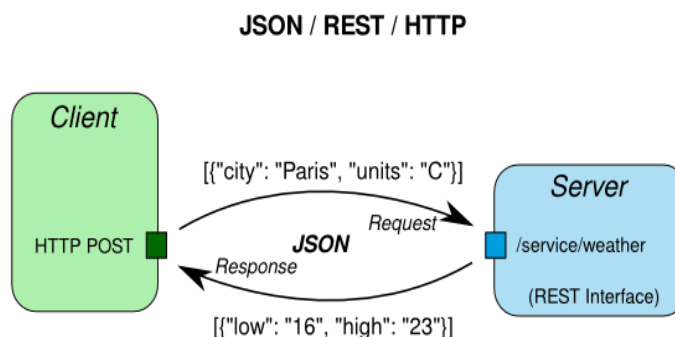 JSON / REST / HTTP
Client
[{"city": "Paris", "units": "C"}]
Server
Request
HTTP POST
JSON
/service/weather
Response
(REST Interface)
[{"low": "16", "high": "23"}]